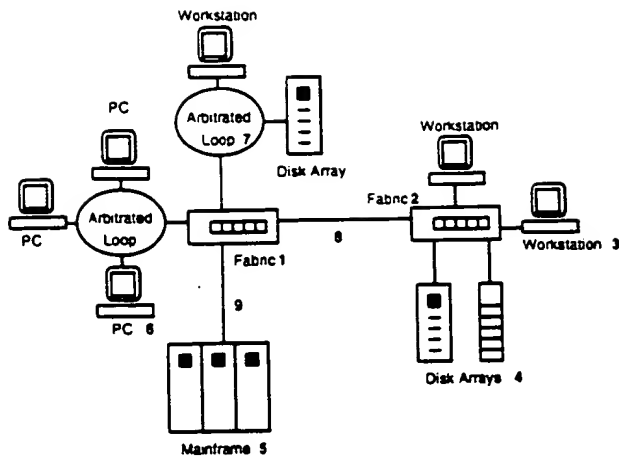 Workstation
PC
Arbitrated
Loop 7
Disk Array
Workstation
Fabric 2
PC
Arbitrated
Loop
8
Workstation 3
Fabric 1
PC 6
9
Disk Arrays 4
Mainframe 5